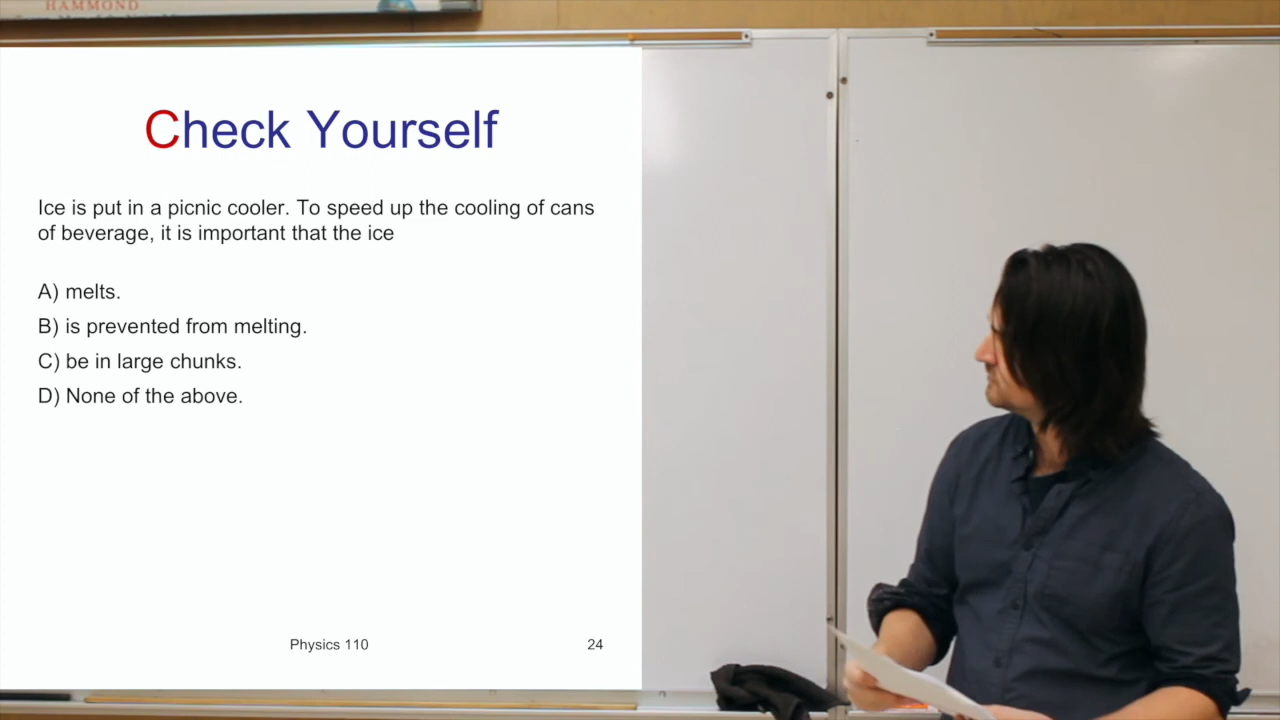 HAMMOND
Check Yourself
Ice is put in a picnic cooler. To speed up the cooling of cans
of beverage, it is important that the ice
A) melts.
B) is prevented from melting.
C) be in large chunks.
D) None of the above.
Physics 110
24